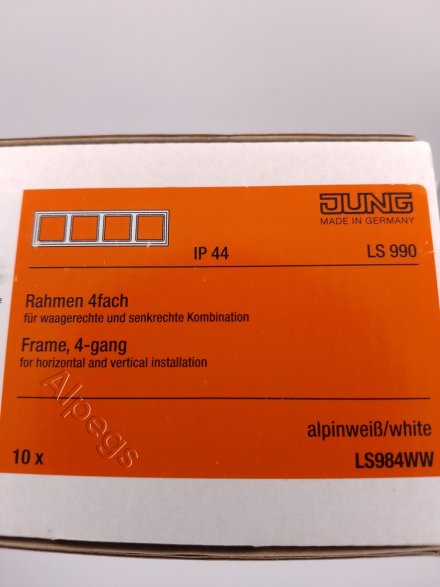 JUNG
MADE IN GERMANY
IP 44
LS 990
Rahmen 4fach
für waagerechte und senkrechte Kombination
Frame, 4-gang
for horizontal and vertical installation
Alpegs
alpinweiß/white
10 x
LS984WW